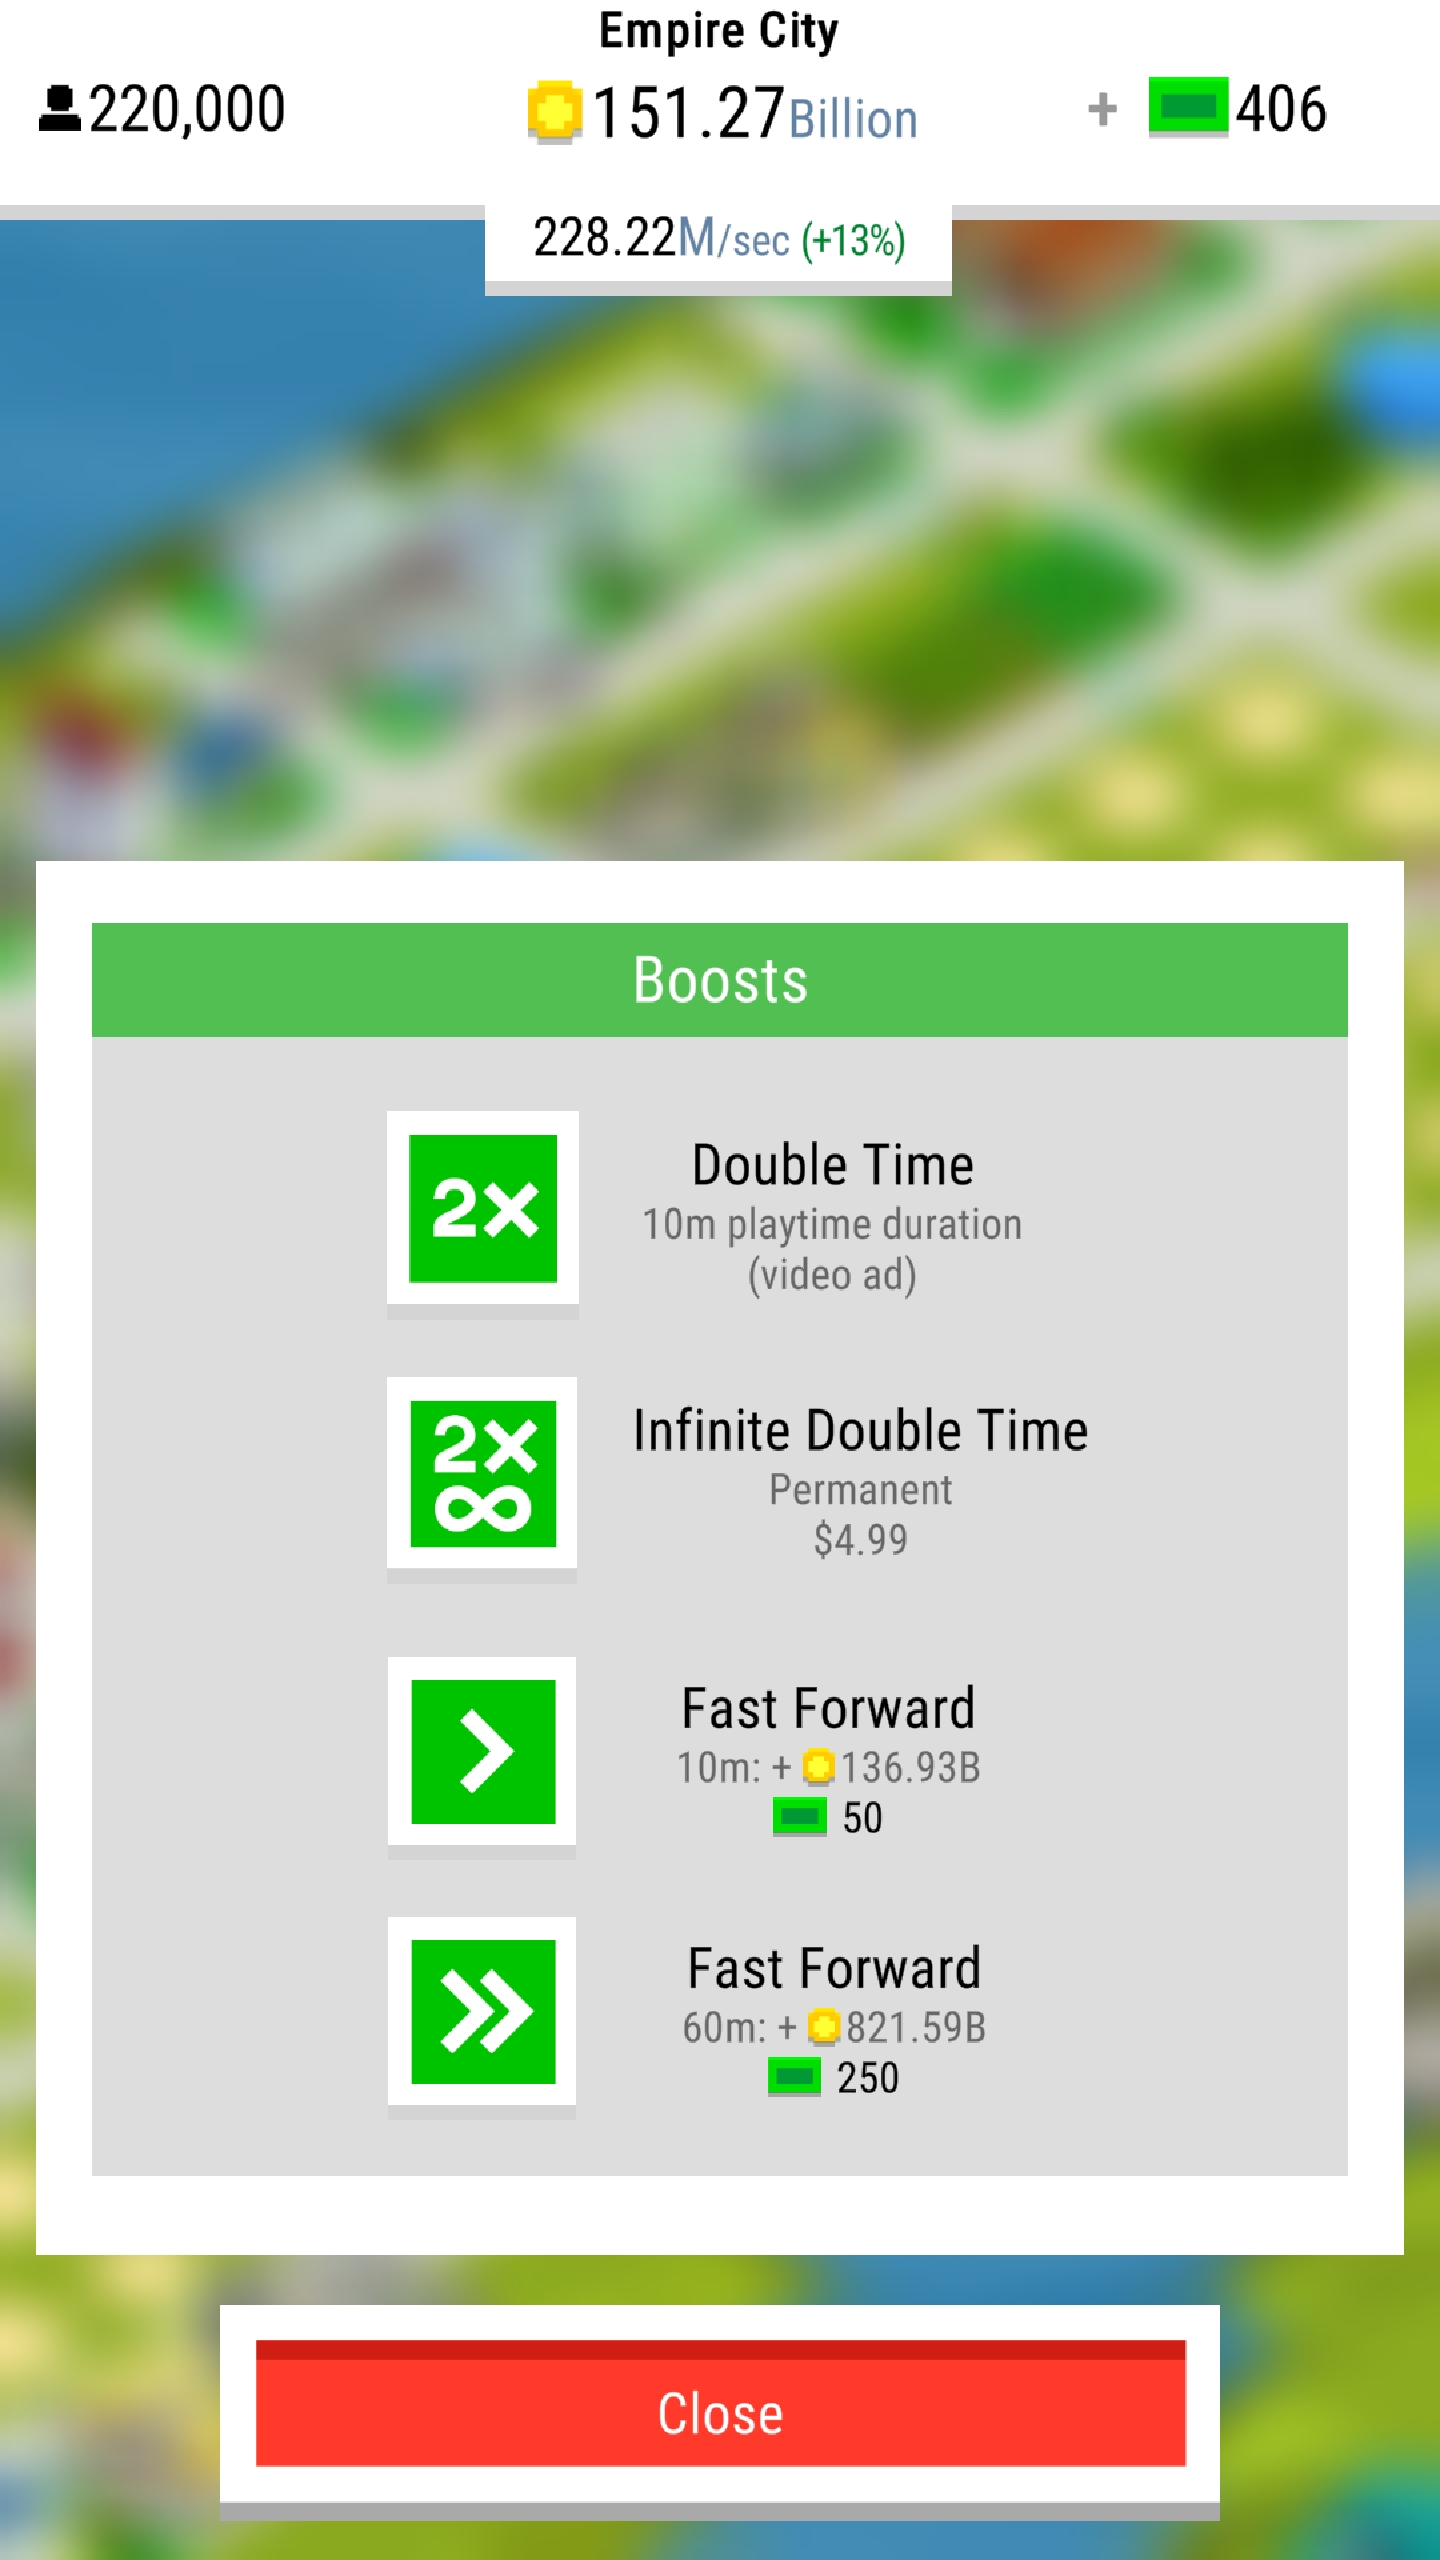 Empire City
220,000
151.27Billion
+ 406
228.22M/sec (+13%)
Boosts
2×
Double Time
10m playtime duration
(video ad)
2×
∞
Infinite Double Time
Permanent
$4.99
Fast Forward
10m: + 136.93B
50
Fast Forward
60m: + 821.59B
250
Close